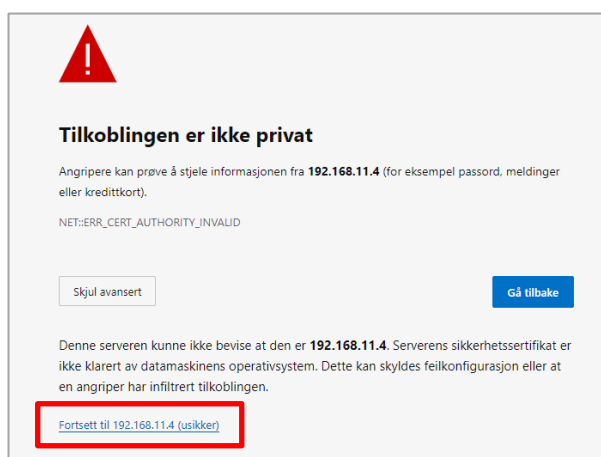 Tilkoblingen er ikke privat
Angripere kan prøve å stjele informasjonen fra 192.168.11.4 (for eksempel passord, meldinger
eller kredittkort).
NET::ERR_CERT_AUTHORITY_INVALID
Skjul avansert
Gå tilbake
Denne serveren kunne ikke bevise at den er 192.168.11.4. Serverens sikkerhetssertifikat er
ikke klarert av datamaskinens operativsystem. Dette kan skyldes feilkonfigurasjon eller at
en angriper har infiltrert tilkoblingen.
Fortsett til 192.168.11.4 (usikker)